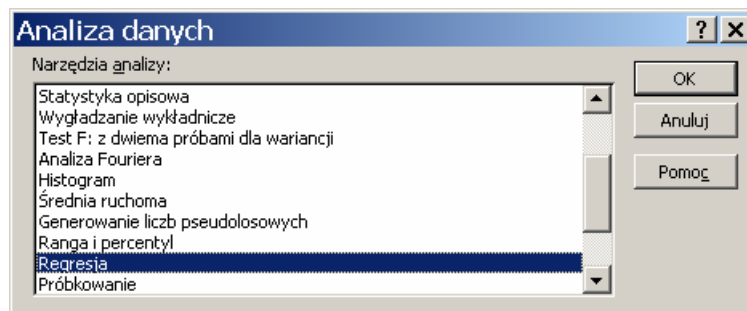 Analiza danych
Narzędzia analizy:
Statystyka opisowa
Wygładzanie wykładnicze
Test F: z dwiema próbami dla wariancji
Analiza Fouriera
Histogram
Średnia ruchoma
Generowanie liczb pseudolosowych
Ranga i percentyl
Regresja
Próbkowanie
OK
Anuluj
Pomoc